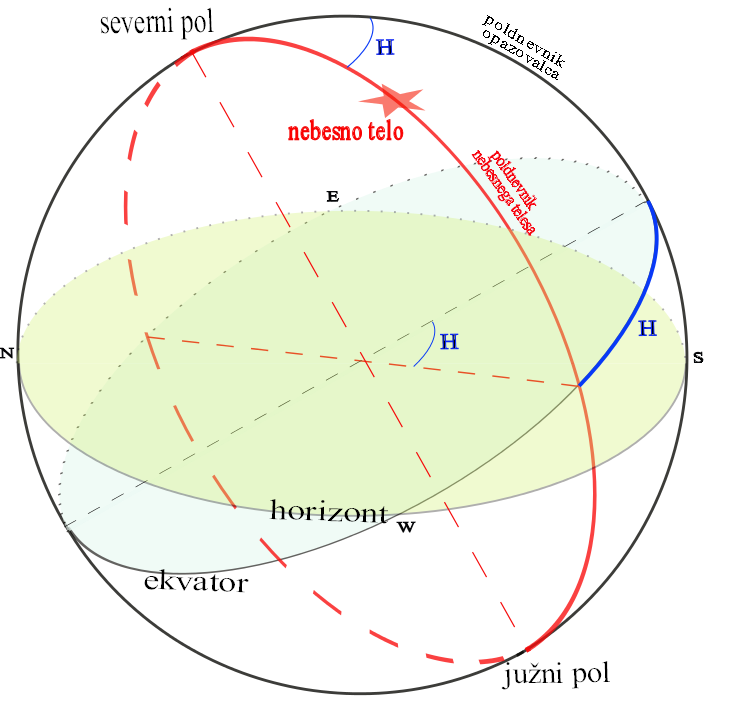 severni pol
H
poldnevnik
opazovalca
nebesno telo
poldnevnik
nebesnega telesa
E
H
H
N
S
horizont
W
ekvator
južni pol